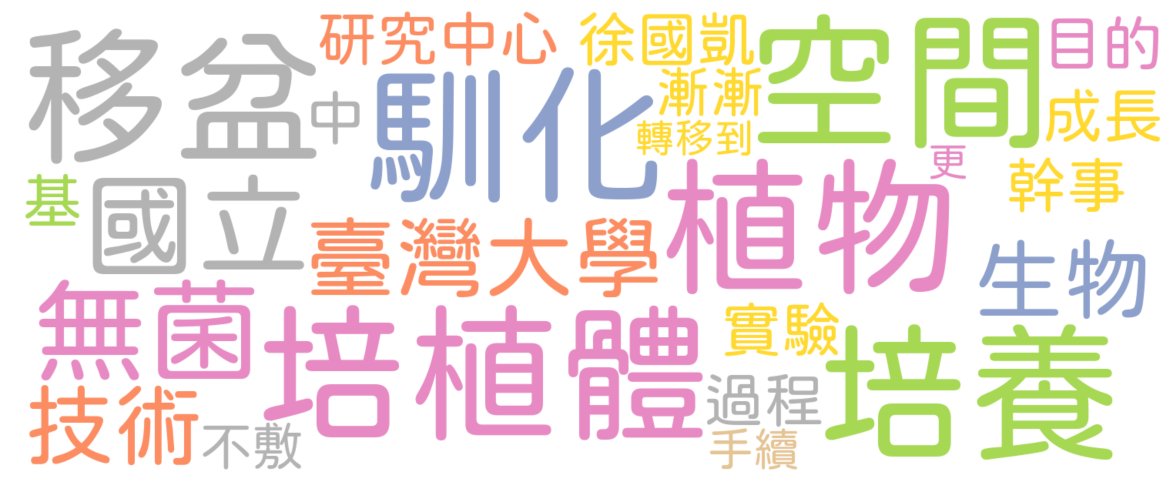 移盆
研究中心
徐國凱
空間
目的
中
馴化
漸漸
轉移到
成長
更
植物
幹事
基
國立
臺灣大學
生物
無菌
培植體
實驗
培養
技術
不敷
過程
手續